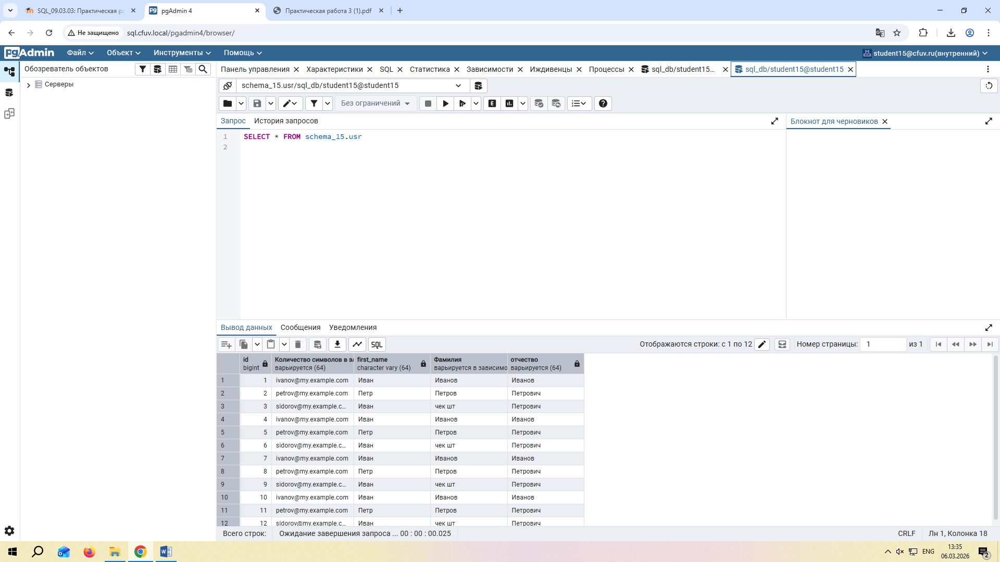 SQL_09.03.03: Практическая ра
pgAdmin 4
Практическая работа 3 (1).pdf
Не защищено
sql.cfuv.local/pgadmin4/browser/
pgAdmin
Файл
Объект
Инструменты
Помощь
student15@cfuv.ru(внутренний)
Обозреватель объектов
Серверы
Панель управления
Характеристики
SQL
Статистика
Зависимости
Иждивенцы
Процессы
sql_db/student15...
sql_db/student15@student15
schema_15.usr/sql_db/student15@student15
Без ограничений
Запрос
История запросов
Блокнот для черновиков
1 SELECT * FROM schema_15.usr
2
Вывод данных
Сообщения
Уведомления
SQL
Отображаются строки: с 1 по 12
Номер страницы: 1 из 1
id Количество символов в эл first_name Фамилия отчество
bigint варьируется (64) character vary (64) варьируется в зависимо варьируется (64)
1 1 ivanov@my.example.com Иван Иванов Иванов
2 2 petrov@my.example.com Петр Петров Петрович
3 3 sidorov@my.example.c... Иван чек шт Петрович
4 4 ivanov@my.example.com Иван Иванов Иванов
5 5 petrov@my.example.com Петр Петров Петрович
6 6 sidorov@my.example.c... Иван чек шт Петрович
7 7 ivanov@my.example.com Иван Иванов Иванов
8 8 petrov@my.example.com Петр Петров Петрович
9 9 sidorov@my.example.c... Иван чек шт Петрович
10 10 ivanov@my.example.com Иван Иванов Иванов
11 11 petrov@my.example.com Петр Петров Петрович
12 12 sidorov@my.example.c... Иван чек шт Петрович
Всего строк:
Ожидание завершения запроса ... 00 : 00 : 00.025
CRLF
Лн 1, Колонка 18
ENG
13:35
06.03.2026
2